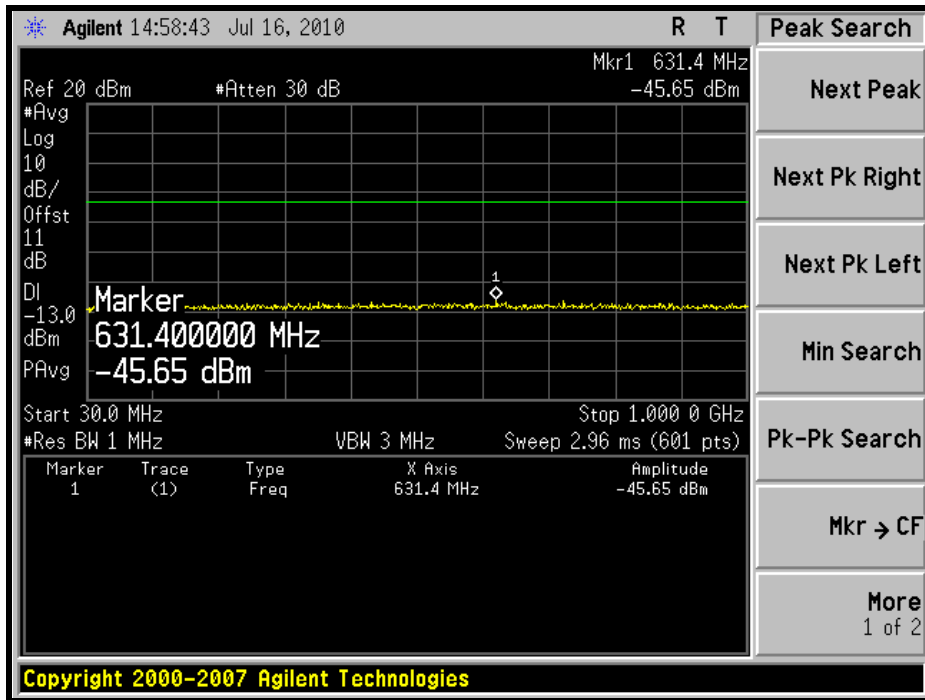 Agilent 14:58:43 Jul 16, 2010 R T
Peak Search
Mkr1 631.4 MHz
Ref 20 dBm #Atten 30 dB -45.65 dBm
#Avg
Log
10
dB/
Offst
11
dB
DI
-13.0
dBm
PAvg
1
Marker
631.400000 MHz
-45.65 dBm
Start 30.0 MHz Stop 1.000 0 GHz
#Res BW 1 MHz VBW 3 MHz Sweep 2.96 ms (601 pts)
Marker Trace Type X Axis Amplitude
1 (1) Freq 631.4 MHz -45.65 dBm
Next Peak
Next Pk Right
Next Pk Left
Min Search
Pk-Pk Search
Mkr → CF
More
1 of 2
Copyright 2000-2007 Agilent Technologies